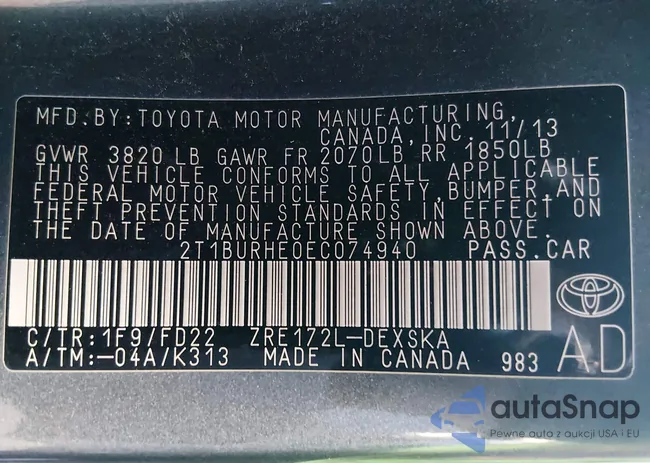 MFD. BY: TOYOTA MOTOR MANUFACTURING,
CANADA, INC. 11/13
GVWR 3820 LB GAWR FR 2070LB RR 1850LB
THIS VEHICLE CONFORMS TO ALL APPLICABLE
FEDERAL MOTOR VEHICLE SAFETY, BUMPER, AND
THEFT PREVENTION STANDARDS IN EFFECT ON
THE DATE OF MANUFACTURE SHOWN ABOVE.
2T1BURHE0EC074940 PASS. CAR
C/TR: 1F9/FD22 ZRE172L-DEXSKA
A/TM: -04A/K313 MADE IN CANADA 983 AD
autaSnap
Pewne auta z aukcji USA i EU